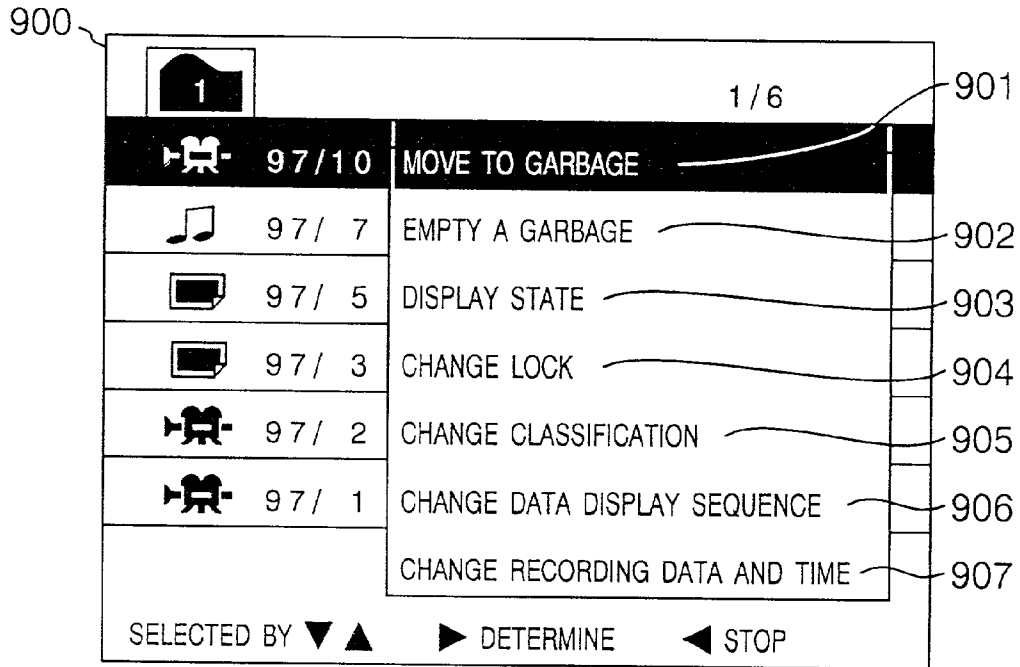 900
1 1/6 901
97/10 MOVE TO GARBAGE
97/ 7 EMPTY A GARBAGE 902
97/ 5 DISPLAY STATE 903
97/ 3 CHANGE LOCK 904
97/ 2 CHANGE CLASSIFICATION 905
97/ 1 CHANGE DATA DISPLAY SEQUENCE 906
CHANGE RECORDING DATA AND TIME 907
SELECTED BY ▼ ▲ ▶ DETERMINE ◀ STOP